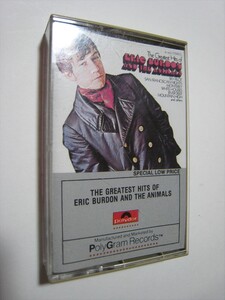 The Greatest Hits of
ERIC BURDON
AND THE ANIMALS
SPECIAL LOW PRICE
THE GREATEST HITS OF
ERIC BURDON AND THE ANIMALS
polydor
Manufactured and Marketed by
PolyGram Records™